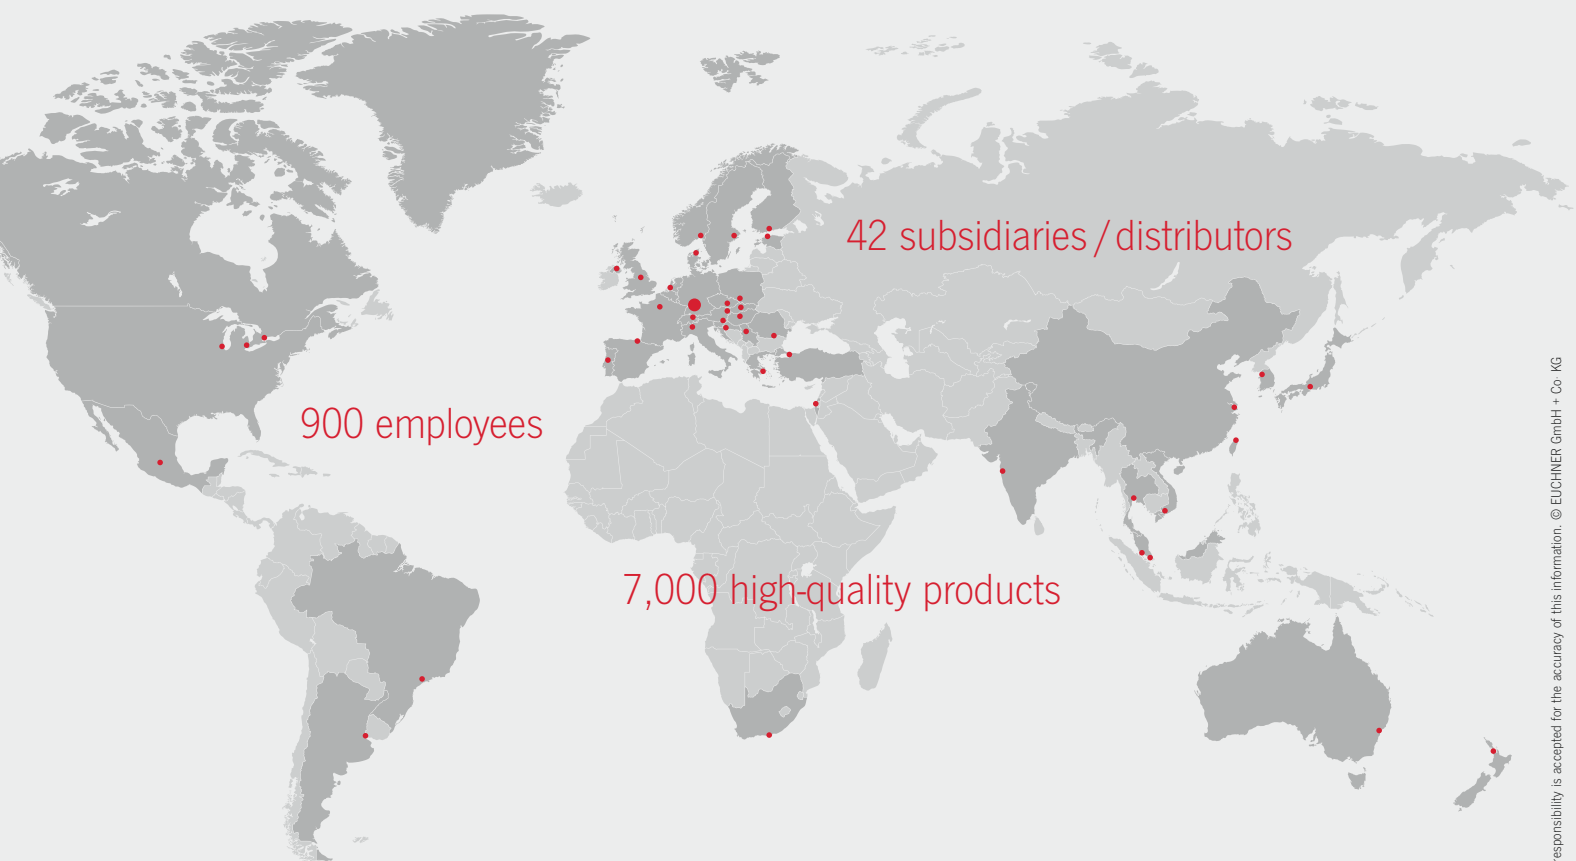 42 subsidiaries / distributors
900 employees
7,000 high-quality products
responsibility is accepted for the accuracy of this information. © EUCHNER GmbH + Co. KG